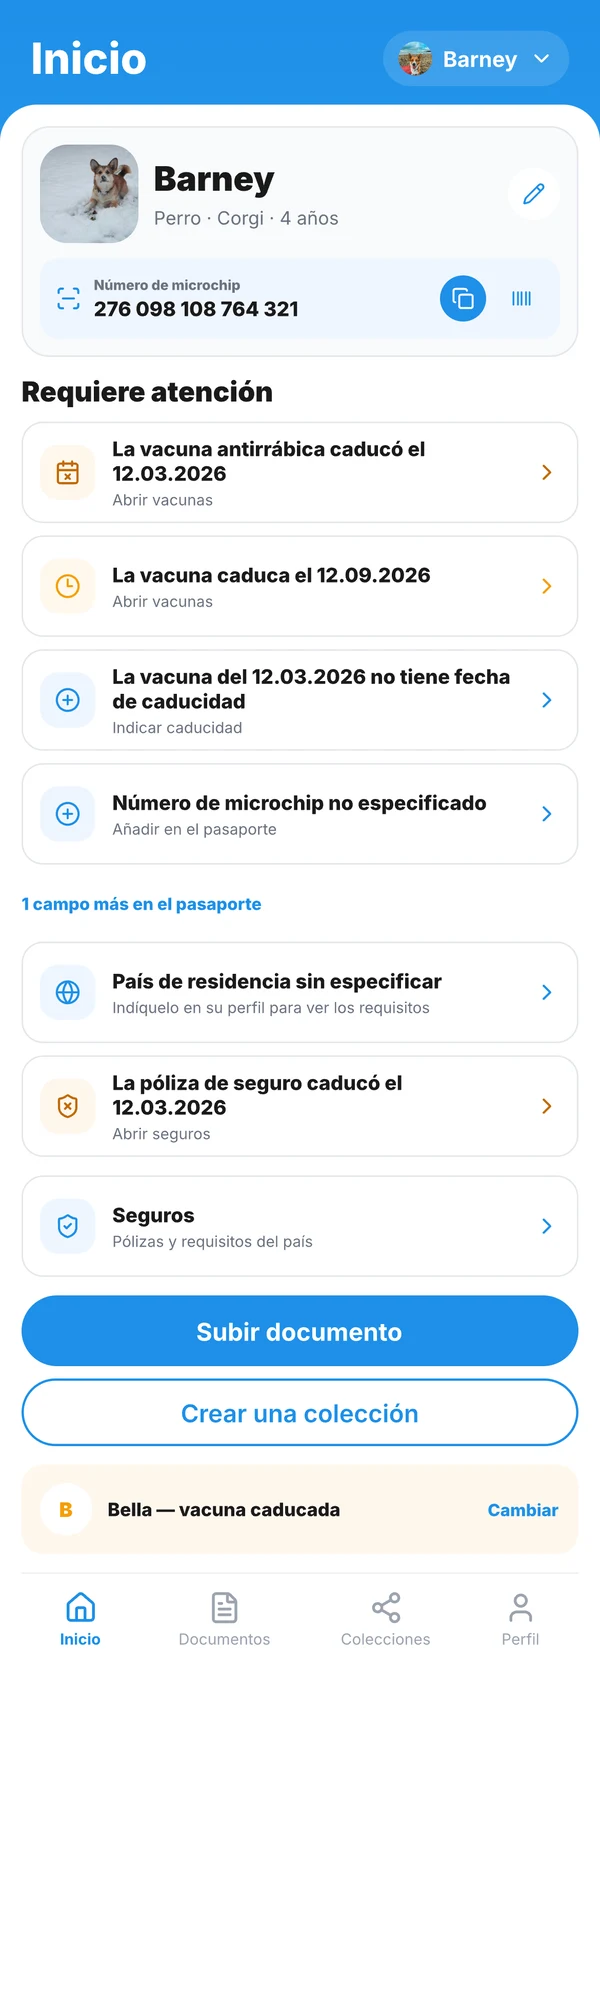 Inicio
Barney
Barney
Perro · Corgi · 4 años
Número de microchip
276 098 108 764 321
Requiere atención
La vacuna antirrábica caducó el
12.03.2026
Abrir vacunas
La vacuna caduca el 12.09.2026
Abrir vacunas
La vacuna del 12.03.2026 no tiene fecha
de caducidad
Indicar caducidad
Número de microchip no especificado
Añadir en el pasaporte
1 campo más en el pasaporte
País de residencia sin especificar
Indíquelo en su perfil para ver los requisitos
La póliza de seguro caducó el
12.03.2026
Abrir seguros
Seguros
Pólizas y requisitos del país
Subir documento
Crear una colección
B
Bella — vacuna caducada
Cambiar
Inicio
Documentos
Colecciones
Perfil